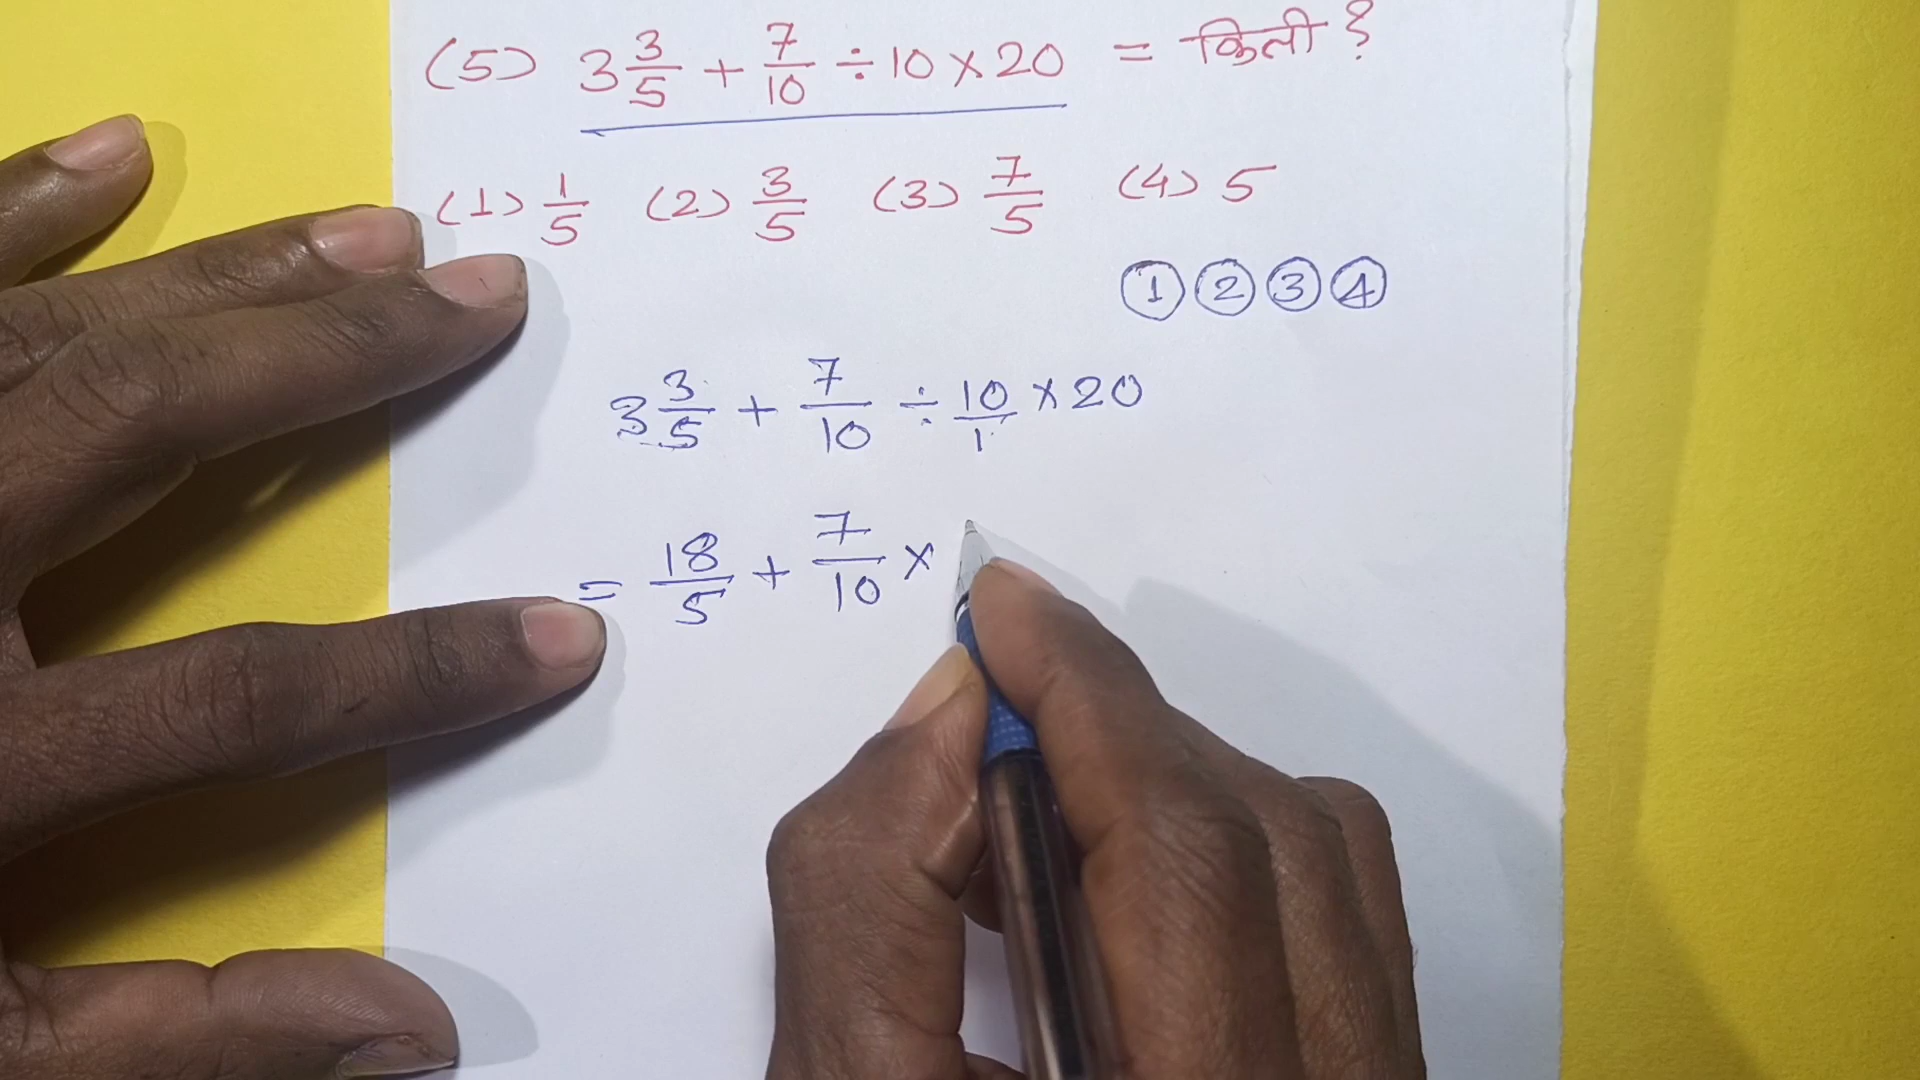 (5) 3 3/5 + 7/10 ÷ 10 × 20 = किती ?
(1) 1/5 (2) 3/5 (3) 7/5 (4) 5
① ② ③ ④
3 3/5 + 7/10 ÷ 10/1 × 20
= 18/5 + 7/10 ×